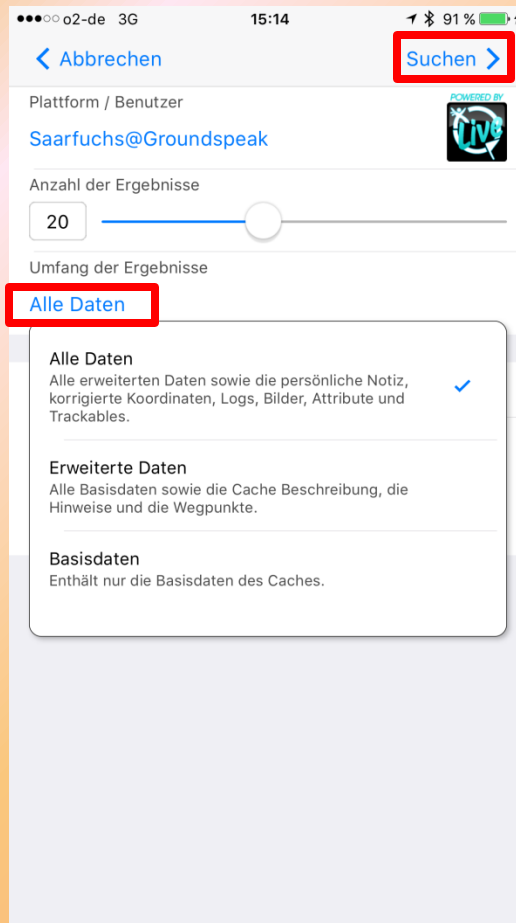 o2-de 3G 15:14 91 %
Abbrechen Suchen
Plattform / Benutzer
POWERED BY
Live
Saarfuchs@Groundspeak
Anzahl der Ergebnisse
20
Umfang der Ergebnisse
Alle Daten
Alle Daten
Alle erweiterten Daten sowie die persönliche Notiz,
korrigierte Koordinaten, Logs, Bilder, Attribute und
Trackables.
Erweiterte Daten
Alle Basisdaten sowie die Cache Beschreibung, die
Hinweise und die Wegpunkte.
Basisdaten
Enthält nur die Basisdaten des Caches.